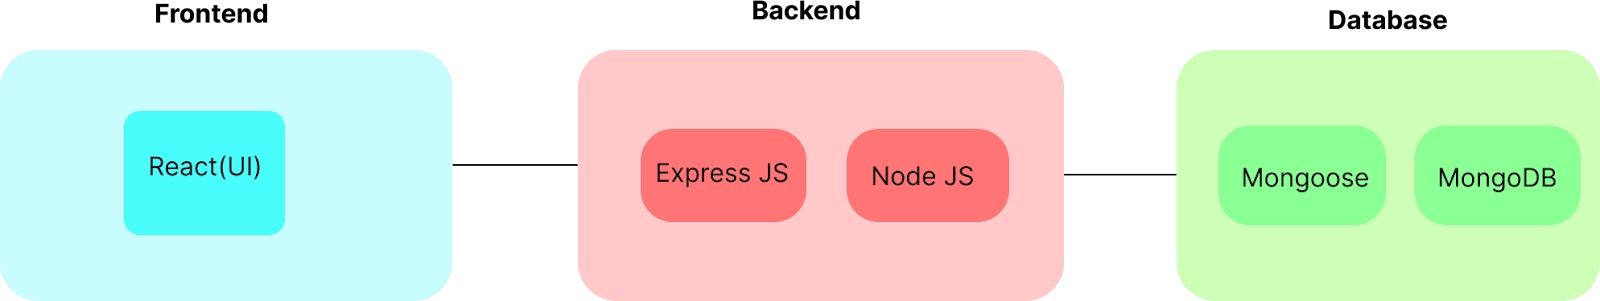 Frontend
Backend
Database
React(UI)
Express JS
Node JS
Mongoose
MongoDB